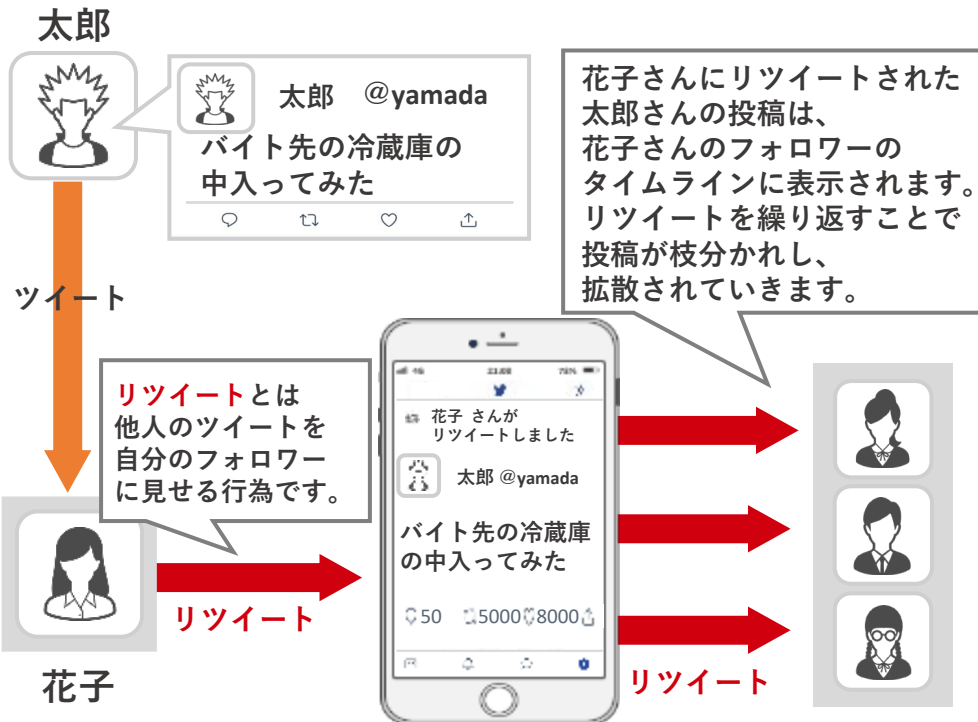 太郎
太郎 @yamada
バイト先の冷蔵庫の
中入ってみた
花子さんにリツイートされた
太郎さんの投稿は、
花子さんのフォロワーの
タイムラインに表示されます。
リツイートを繰り返すことで
投稿が枝分かれし、
拡散されていきます。
ツイート
リツイートとは
他人のツイートを
自分のフォロワー
に見せる行為です。
花子 さんが
リツイートしました
太郎 @yamada
バイト先の冷蔵庫
の中入ってみた
50 5000 8000
リツイート
リツイート
花子